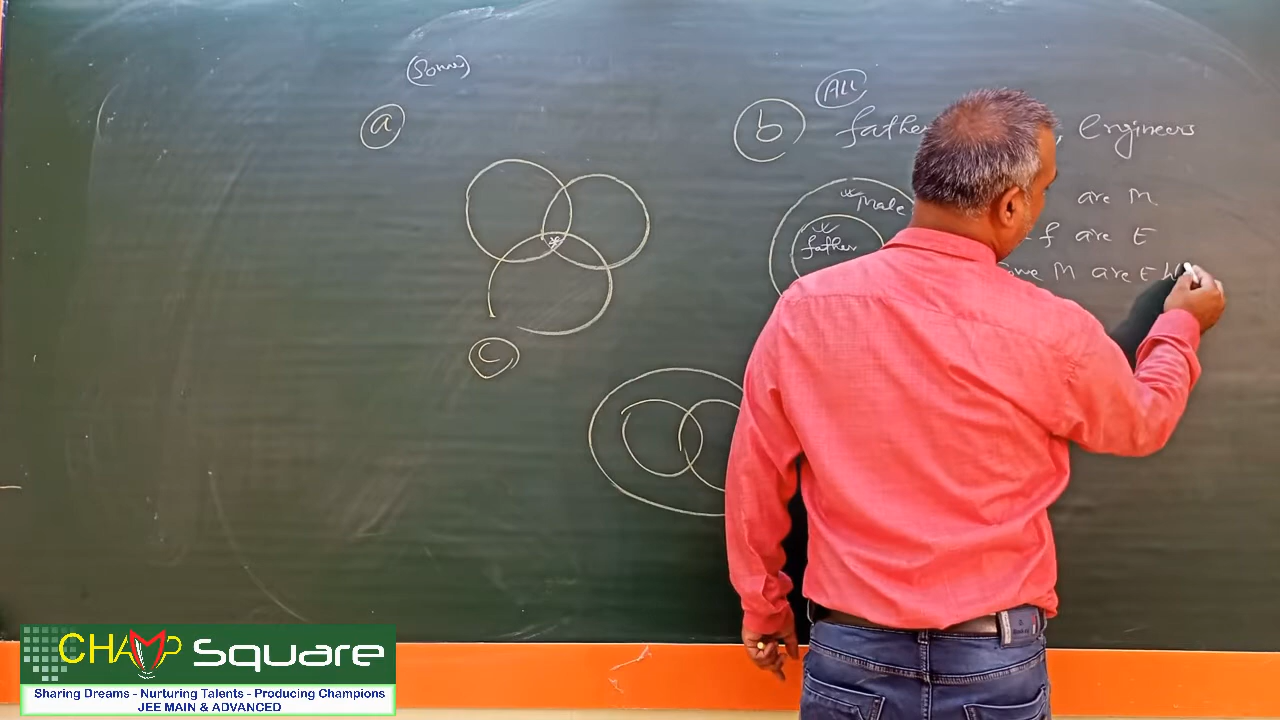 (Some)
a
c
ALL
b
father , Engineers
Male
father
are M
f are E
Some M are E
CHAMP Square
Sharing Dreams - Nurturing Talents - Producing Champions
JEE MAIN & ADVANCED